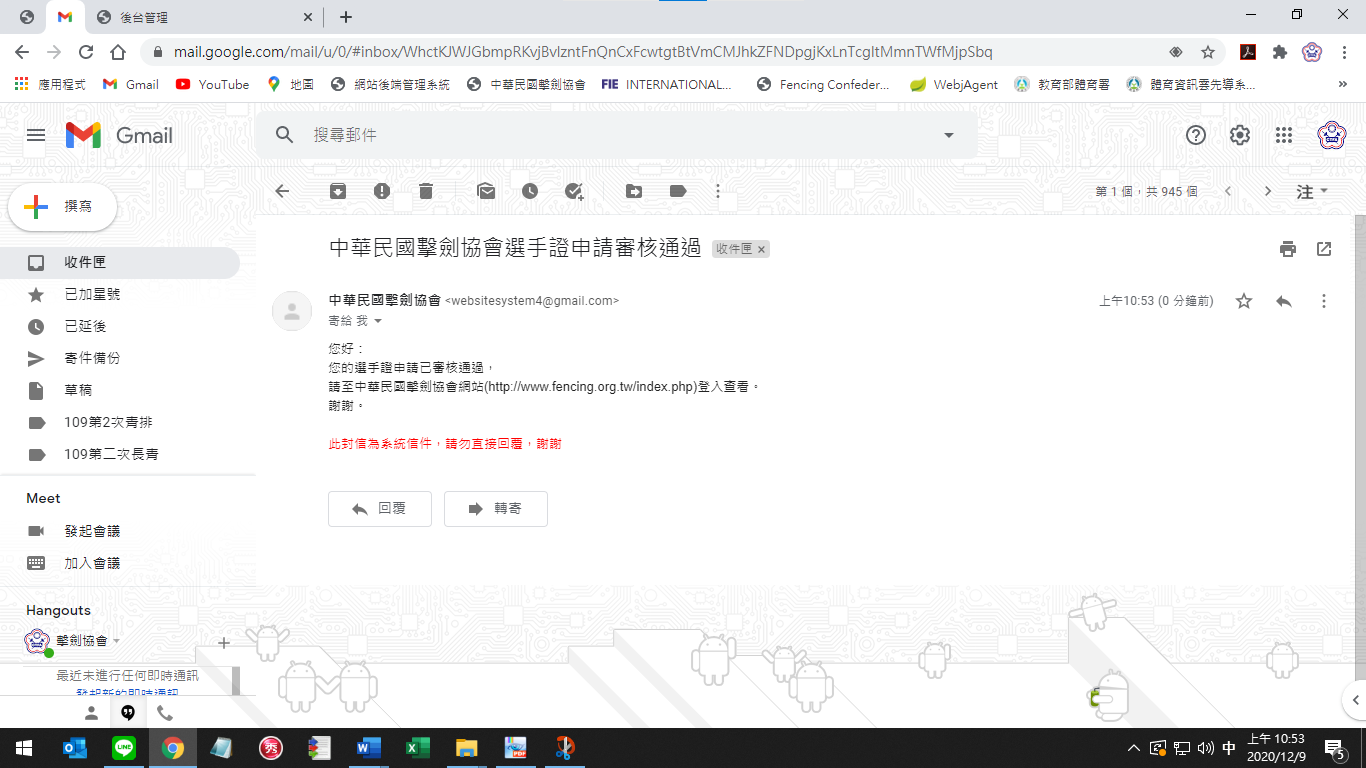 後台管理
mail.google.com/mail/u/0/#inbox/WhctKJWJGbmpRKvjBvlzntFnQnCxFcwtgtBtVmCMJhkZFNDpgjKxLnTcgltMmnTWfMjpSbq
應用程式 Gmail YouTube 地圖 網站後端管理系統 中華民國擊劍協會 FIE INTERNATIONAL... Fencing Confeder... WebjAgent 教育部體育署 體育資訊雲先導系... »
Gmail 搜尋郵件
撰寫
第 1 個，共 945 個 注
收件匣
已加星號
已延後
寄件備份
草稿
109第2次青排
109第二次長青
Meet
發起會議
加入會議
Hangouts
擊劍協會
最近未進行任何即時通訊
發起新的即時通訊
中華民國擊劍協會選手證申請審核通過 收件匣 x
中華民國擊劍協會 <websitesystem4@gmail.com> 上午10:53 (0 分鐘前)
寄給 我
您好：
您的選手證申請已審核通過，
請至中華民國擊劍協會網站(http://www.fencing.org.tw/index.php)登入查看。
謝謝。
此封信為系統信件，請勿直接回覆，謝謝
回覆 轉寄
中 上午 10:53
2020/12/9
5